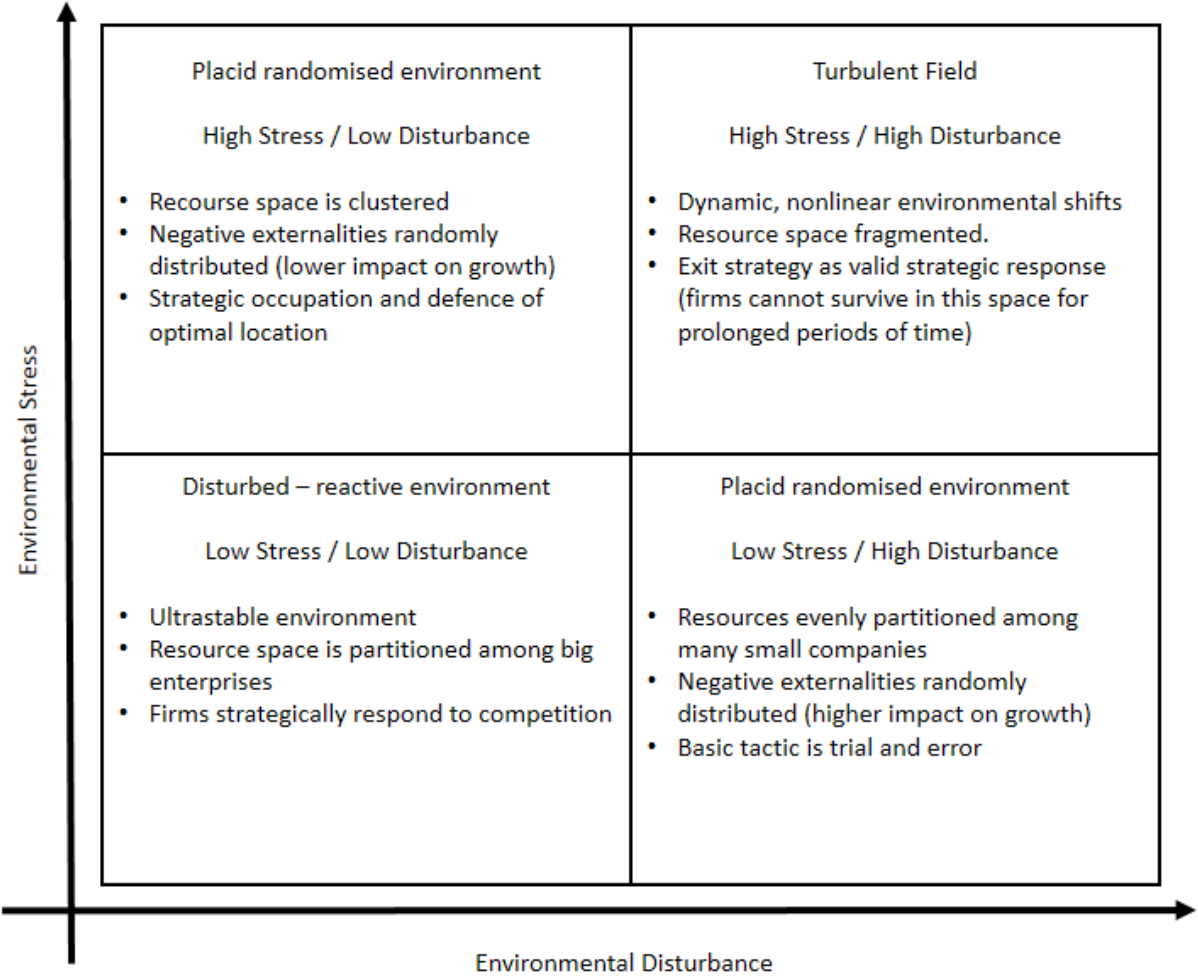 Placid randomised environment
High Stress / Low Disturbance
• Recourse space is clustered
• Negative externalities randomly
distributed (lower impact on growth)
• Strategic occupation and defence of
optimal location
Turbulent Field
High Stress / High Disturbance
• Dynamic, nonlinear environmental shifts
• Resource space fragmented.
• Exit strategy as valid strategic response
(firms cannot survive in this space for
prolonged periods of time)
Environmental Stress
Disturbed – reactive environment
Low Stress / Low Disturbance
• Ultrastable environment
• Resource space is partitioned among big
enterprises
• Firms strategically respond to competition
Placid randomised environment
Low Stress / High Disturbance
• Resources evenly partitioned among
many small companies
• Negative externalities randomly
distributed (higher impact on growth)
• Basic tactic is trial and error
Environmental Disturbance